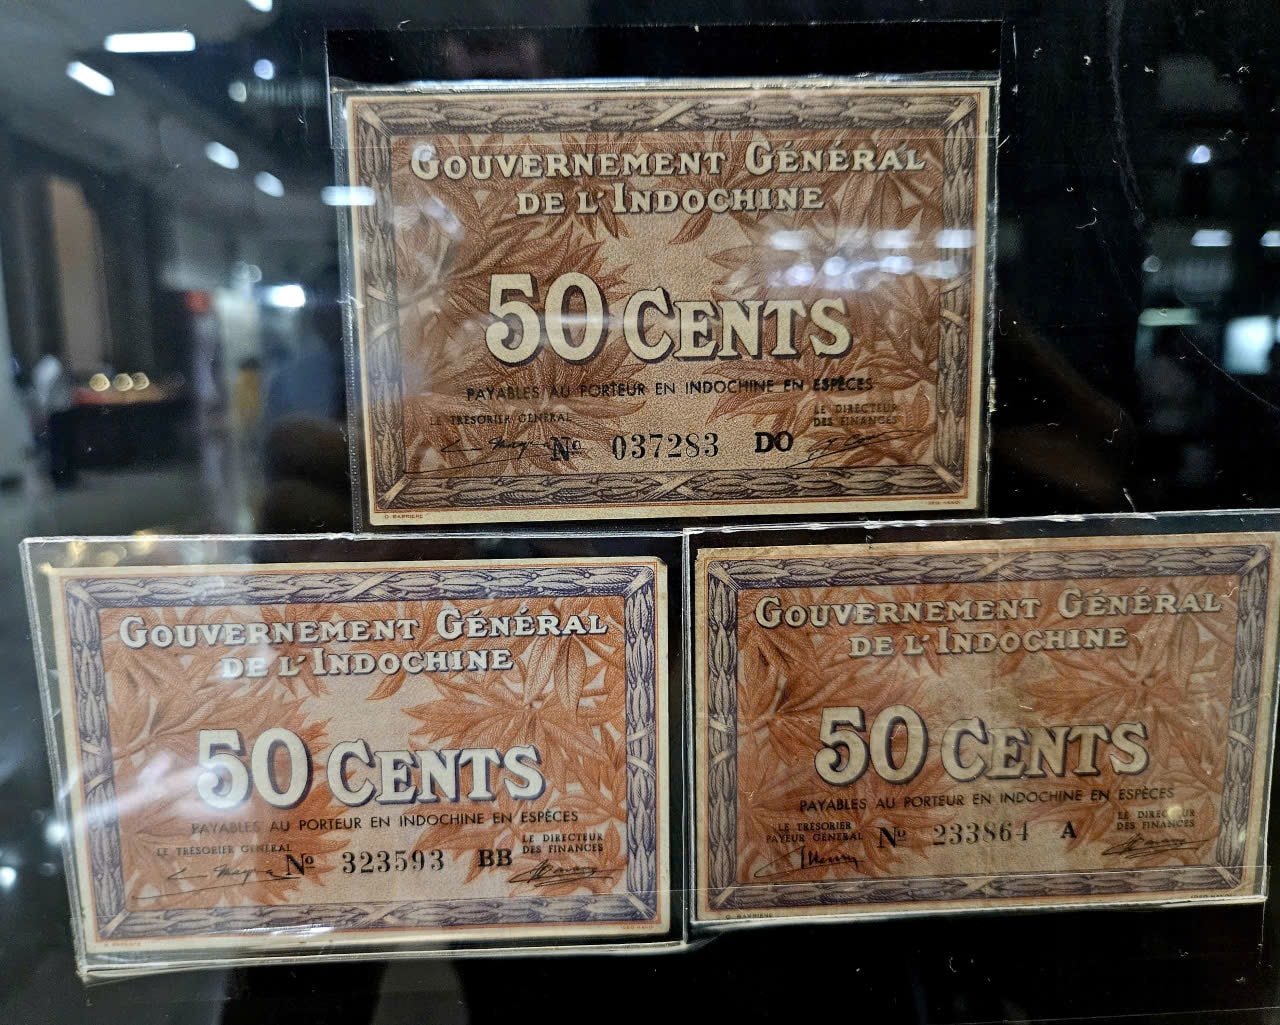 GOUVERNEMENT GÉNÉRAL
DE L'INDOCHINE
50 CENTS
PAYABLES AU PORTEUR EN INDOCHINE EN ESPÈCES
LE TRÉSORIER GÉNÉRAL
LE DIRECTEUR
DES FINANCES
Nº 037283 DO
GOUVERNEMENT GÉNÉRAL
DE L'INDOCHINE
50 CENTS
PAYABLES AU PORTEUR EN INDOCHINE EN ESPÈCES
LE TRÉSORIER GÉNÉRAL
LE DIRECTEUR
DES FINANCES
Nº 323593 BB
GOUVERNEMENT GÉNÉRAL
DE L'INDOCHINE
50 CENTS
PAYABLES AU PORTEUR EN INDOCHINE EN ESPÈCES
LE TRÉSORIER
PAYEUR GÉNÉRAL
LE DIRECTEUR
DES FINANCES
Nº 233864 A